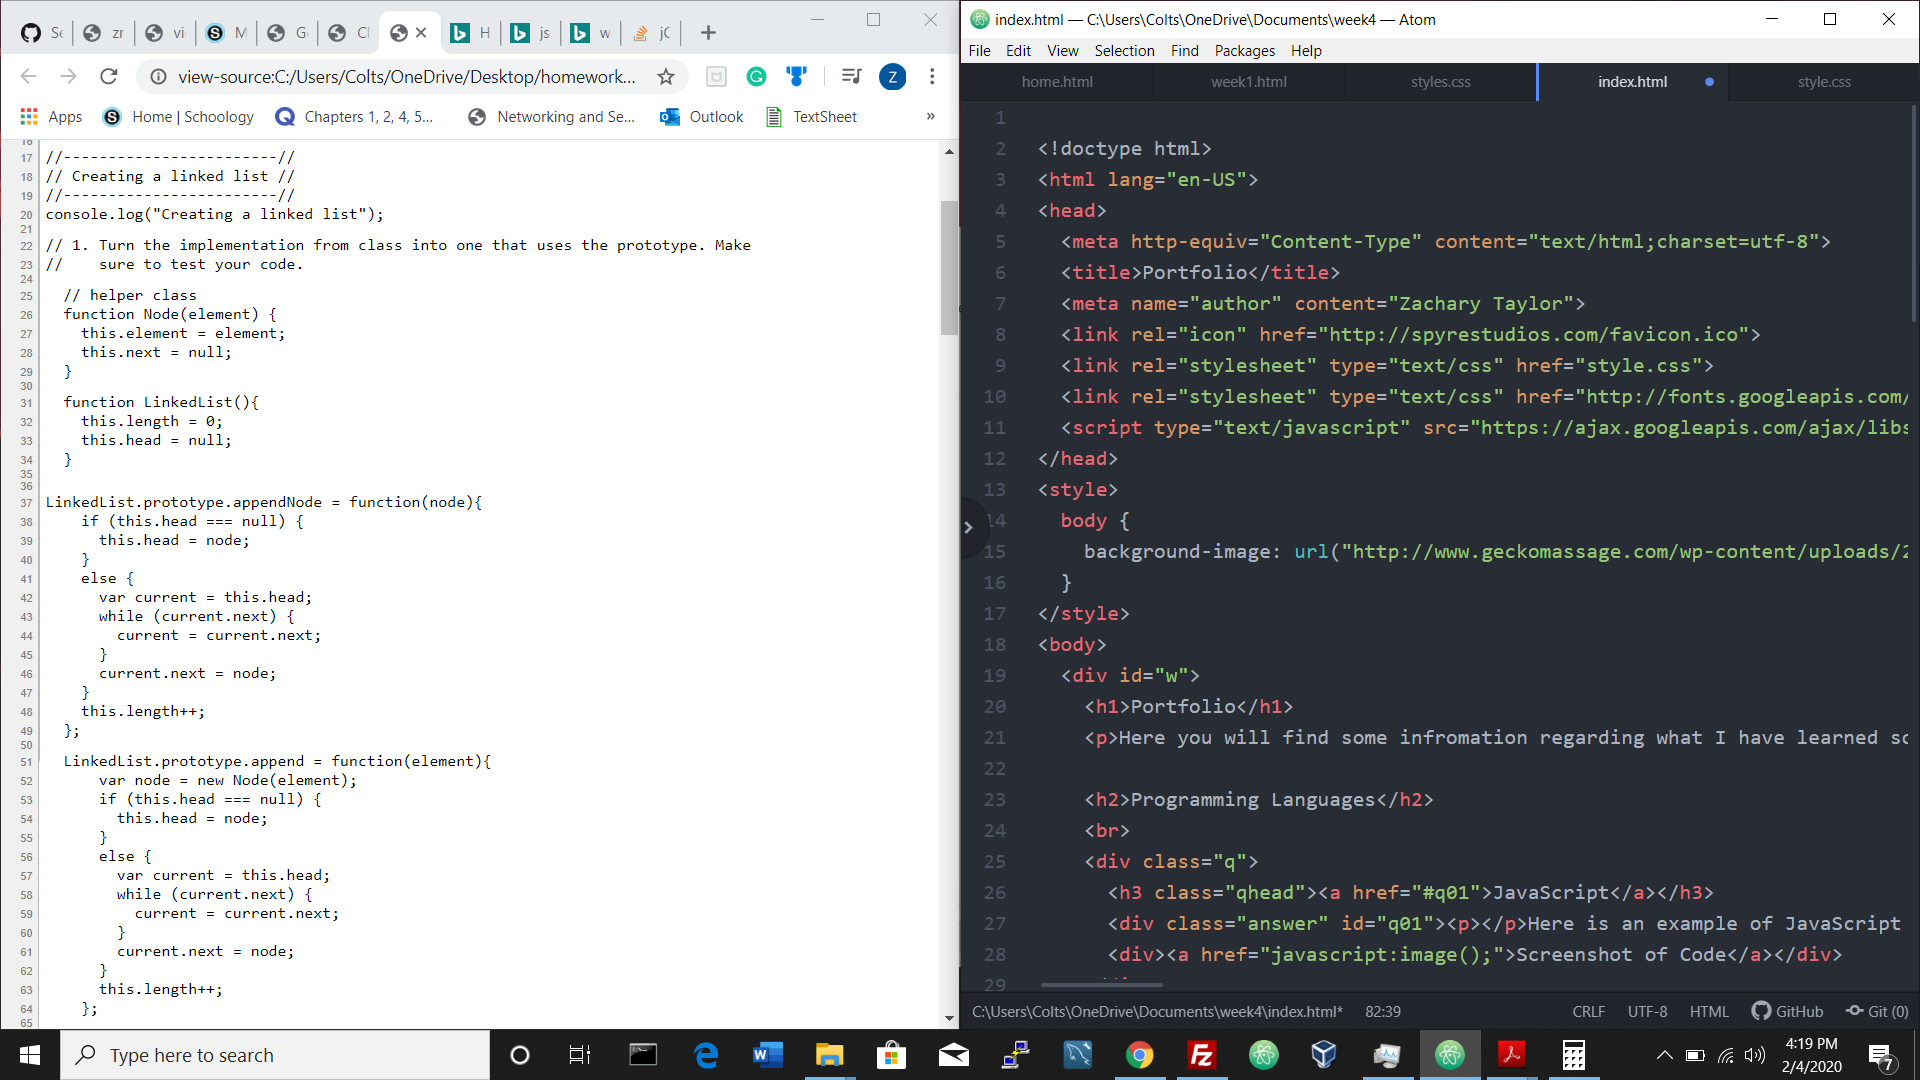 Se
zr
vi
M
G
Cl
H
js
w
jC
view-source:C:/Users/Colts/OneDrive/Desktop/homework...
Z
Apps
Home | Schoology
Chapters 1, 2, 4, 5...
Networking and Se...
Outlook
TextSheet
»
16
17 //------------------------//
18 // Creating a linked list //
19 //------------------------//
20 console.log("Creating a linked list");
21
22 // 1. Turn the implementation from class into one that uses the prototype. Make
23 //    sure to test your code.
24
25   // helper class
26   function Node(element) {
27     this.element = element;
28     this.next = null;
29   }
30
31   function LinkedList(){
32     this.length = 0;
33     this.head = null;
34   }
35
36
37 LinkedList.prototype.appendNode = function(node){
38     if (this.head === null) {
39       this.head = node;
40     }
41     else {
42       var current = this.head;
43       while (current.next) {
44         current = current.next;
45       }
46       current.next = node;
47     }
48     this.length++;
49   };
50
51   LinkedList.prototype.append = function(element){
52       var node = new Node(element);
53       if (this.head === null) {
54         this.head = node;
55       }
56       else {
57         var current = this.head;
58         while (current.next) {
59           current = current.next;
60         }
61         current.next = node;
62       }
63       this.length++;
64     };
65
index.html — C:\Users\Colts\OneDrive\Documents\week4 — Atom
File Edit View Selection Find Packages Help
home.html
week1.html
styles.css
index.html
style.css
1
2 <!doctype html>
3 <html lang="en-US">
4 <head>
5   <meta http-equiv="Content-Type" content="text/html;charset=utf-8">
6   <title>Portfolio</title>
7   <meta name="author" content="Zachary Taylor">
8   <link rel="icon" href="http://spyrestudios.com/favicon.ico">
9   <link rel="stylesheet" type="text/css" href="style.css">
10   <link rel="stylesheet" type="text/css" href="http://fonts.googleapis.com/
11   <script type="text/javascript" src="https://ajax.googleapis.com/ajax/libs
12 </head>
13 <style>
14   body {
15     background-image: url("http://www.geckomassage.com/wp-content/uploads/2
16   }
17 </style>
18 <body>
19   <div id="w">
20     <h1>Portfolio</h1>
21     <p>Here you will find some infromation regarding what I have learned so
22
23     <h2>Programming Languages</h2>
24     <br>
25     <div class="q">
26       <h3 class="qhead"><a href="#q01">JavaScript</a></h3>
27       <div class="answer" id="q01"><p></p>Here is an example of JavaScript
28       <div><a href="javascript:image();">Screenshot of Code</a></div>
29
C:\Users\Colts\OneDrive\Documents\week4\index.html* 82:39
CRLF UTF-8 HTML GitHub Git (0)
Type here to search
4:19 PM
2/4/2020
7